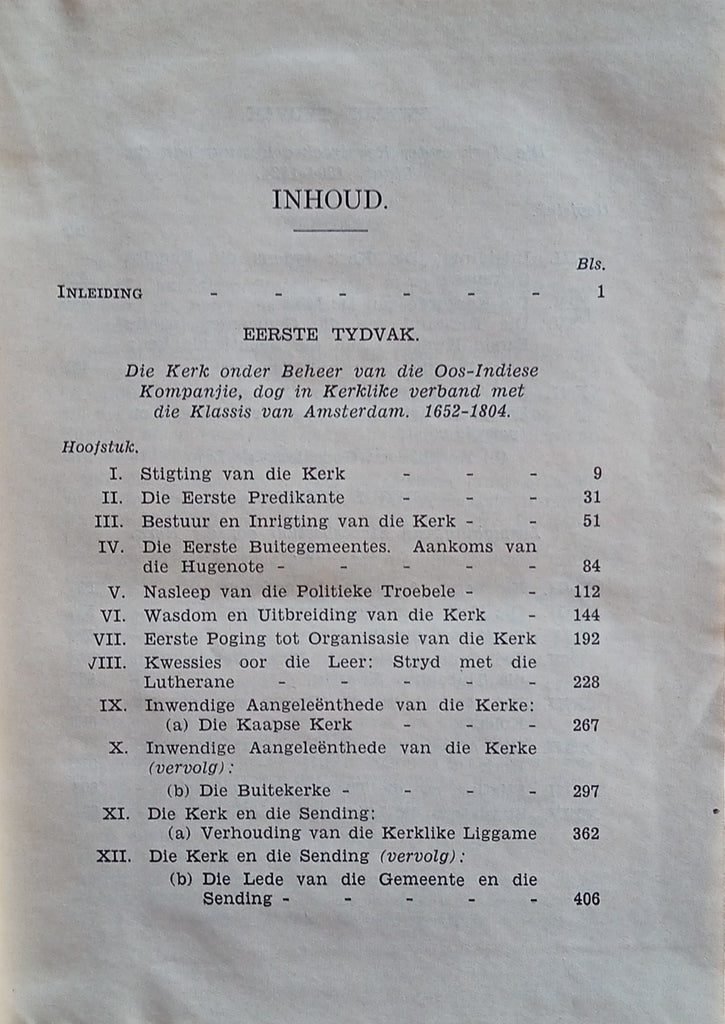 INHOUD.
Bls.
INLEIDING - - - - - - 1
EERSTE TYDVAK.
Die Kerk onder Beheer van die Oos-Indiese
Kompanjie, dog in Kerklike verband met
die Klassis van Amsterdam. 1652-1804.
Hoofstuk.
I. Stigting van die Kerk - - - 9
II. Die Eerste Predikante - - - 31
III. Bestuur en Inrigting van die Kerk - - 51
IV. Die Eerste Buitegemeentes. Aankoms van
die Hugenote - - - - - 84
V. Nasleep van die Politieke Troebele - - 112
VI. Wasdom en Uitbreiding van die Kerk - 144
VII. Eerste Poging tot Organisasie van die Kerk 192
VIII. Kwessies oor die Leer: Stryd met die
Lutherane - - - - - 228
IX. Inwendige Aangeleënthede van die Kerke:
(a) Die Kaapse Kerk - - - 267
X. Inwendige Aangeleënthede van die Kerke
(vervolg):
(b) Die Buitekerke - - - - 297
XI. Die Kerk en die Sending:
(a) Verhouding van die Kerklike Liggame 362
XII. Die Kerk en die Sending (vervolg):
(b) Die Lede van die Gemeente en die
Sending - - - - - 406